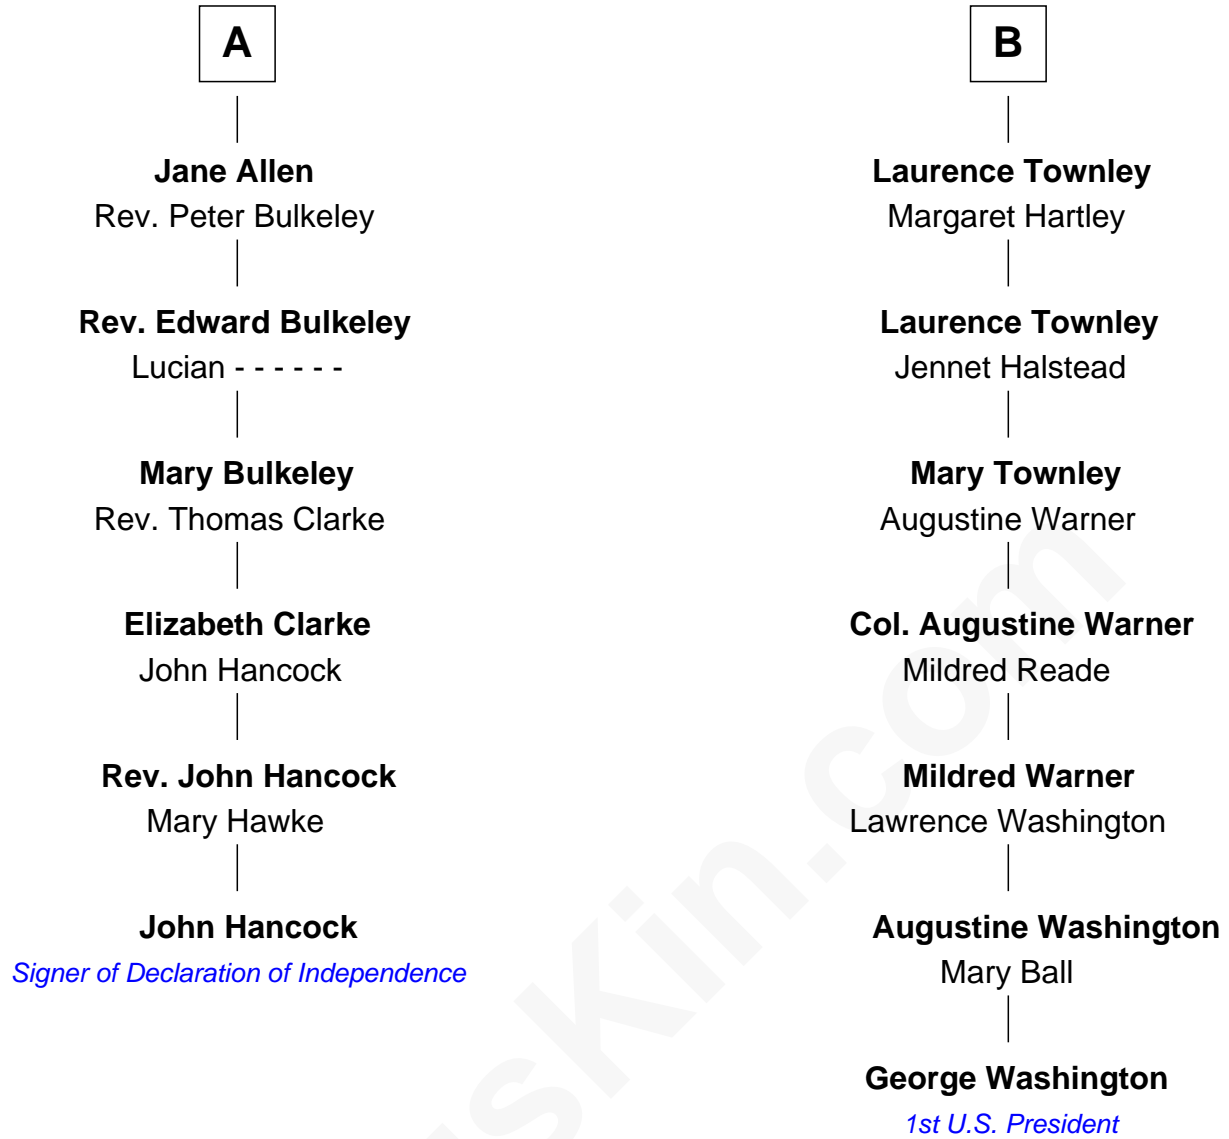 A
Jane Allen
Rev. Peter Bulkeley
Rev. Edward Bulkeley
Lucian - - - - - -
Mary Bulkeley
Rev. Thomas Clarke
Elizabeth Clarke
John Hancock
Rev. John Hancock
Mary Hawke
John Hancock
Signer of Declaration of Independence
B
Laurence Townley
Margaret Hartley
Laurence Townley
Jennet Halstead
Mary Townley
Augustine Warner
Col. Augustine Warner
Mildred Reade
Mildred Warner
Lawrence Washington
Augustine Washington
Mary Ball
George Washington
1st U.S. President